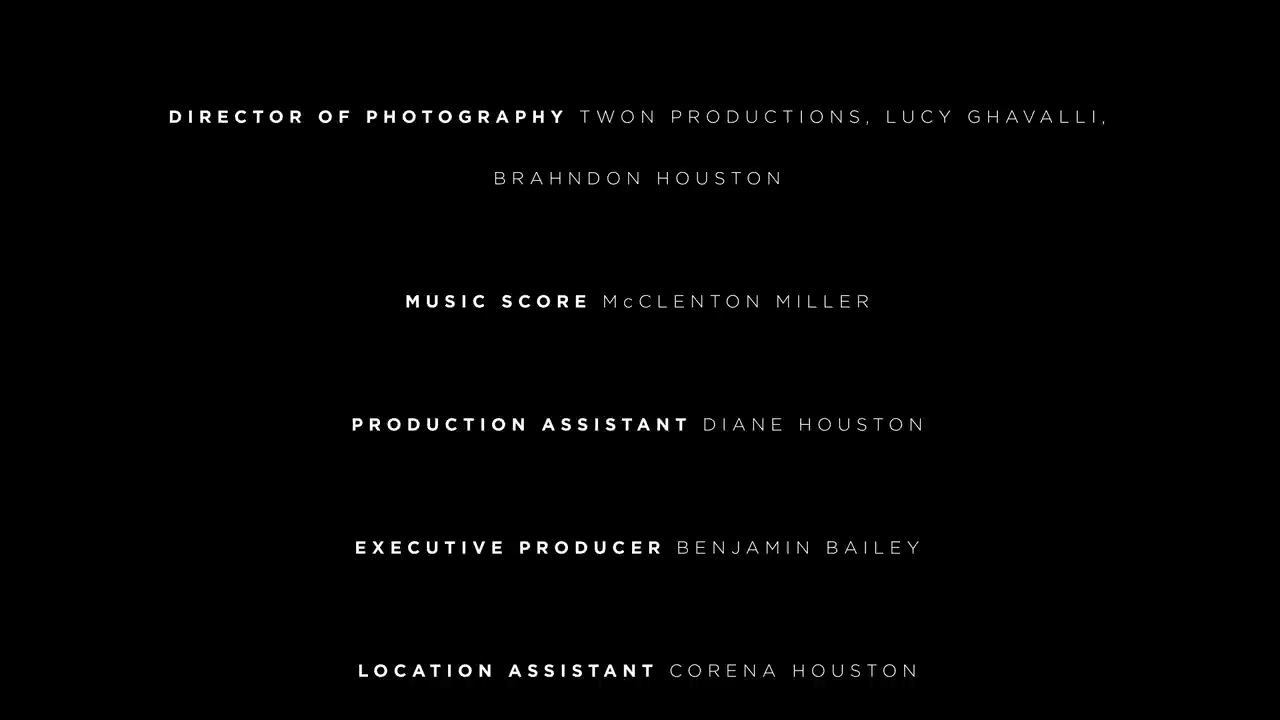 DIRECTOR OF PHOTOGRAPHY TWON PRODUCTIONS, LUCY GHAVALLI,
BRAHNDON HOUSTON
MUSIC SCORE McCLENTON MILLER
PRODUCTION ASSISTANT DIANE HOUSTON
EXECUTIVE PRODUCER BENJAMIN BAILEY
LOCATION ASSISTANT CORENA HOUSTON